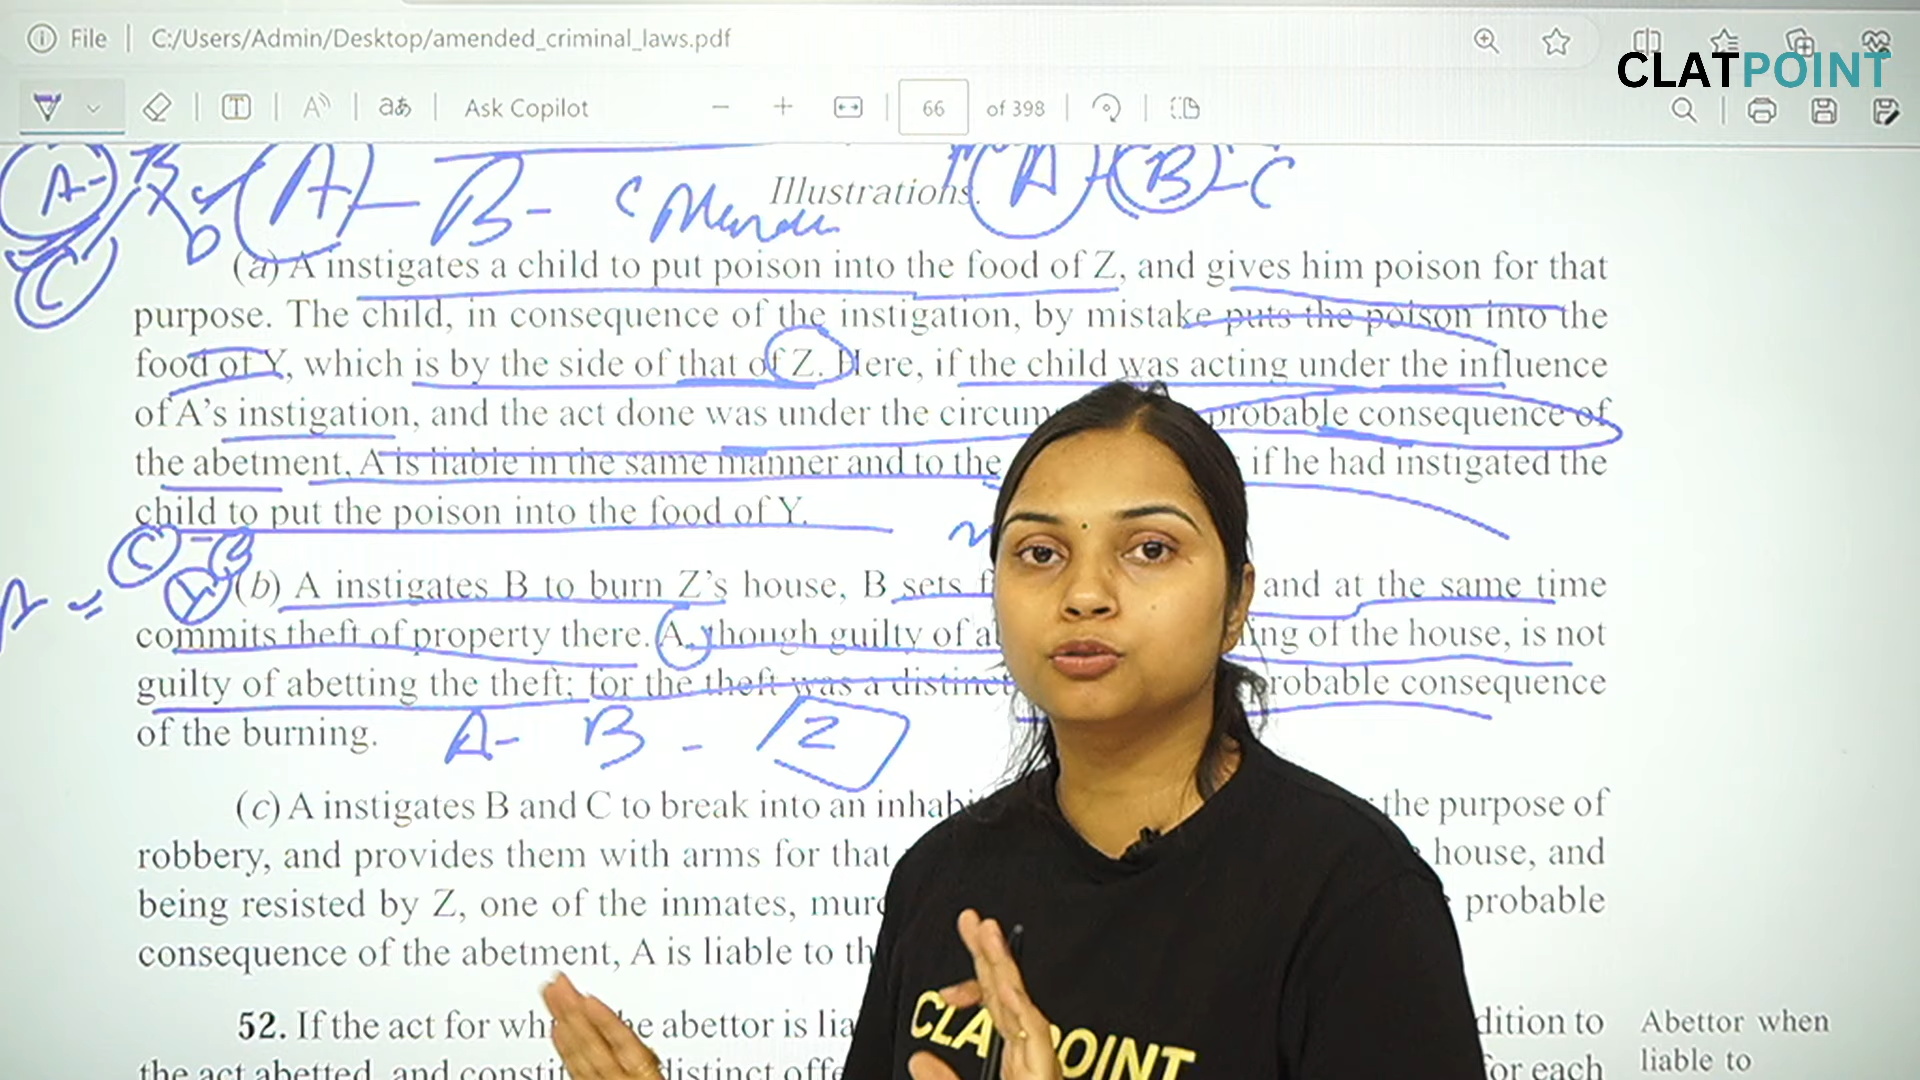 File | C:/Users/Admin/Desktop/amended_criminal_laws.pdf
CLATPOINT
Ask Copilot 66 of 398
A- B (A) - B - C Murder (A) (B) - C
C
Illustrations.
(a) A instigates a child to put poison into the food of Z, and gives him poison for that
purpose. The child, in consequence of the instigation, by mistake puts the poison into the
food of Y, which is by the side of that of Z. Here, if the child was acting under the influence
of A's instigation, and the act done was under the circum probable consequence of
the abetment, A is liable in the same manner and to the if he had instigated the
child to put the poison into the food of Y.
(b) A instigates B to burn Z's house, B sets f and at the same time
commits theft of property there. A, though guilty of a ing of the house, is not
guilty of abetting the theft; for the theft was a distinct probable consequence
of the burning.
A- B - Z
(c) A instigates B and C to break into an inhab the purpose of
robbery, and provides them with arms for that house, and
being resisted by Z, one of the inmates, murd probable
consequence of the abetment, A is liable to th
52. If the act for wh e abettor is lia dition to
the act abetted, and constit distinct offe for each
Abettor when
liable to
CLATPOINT